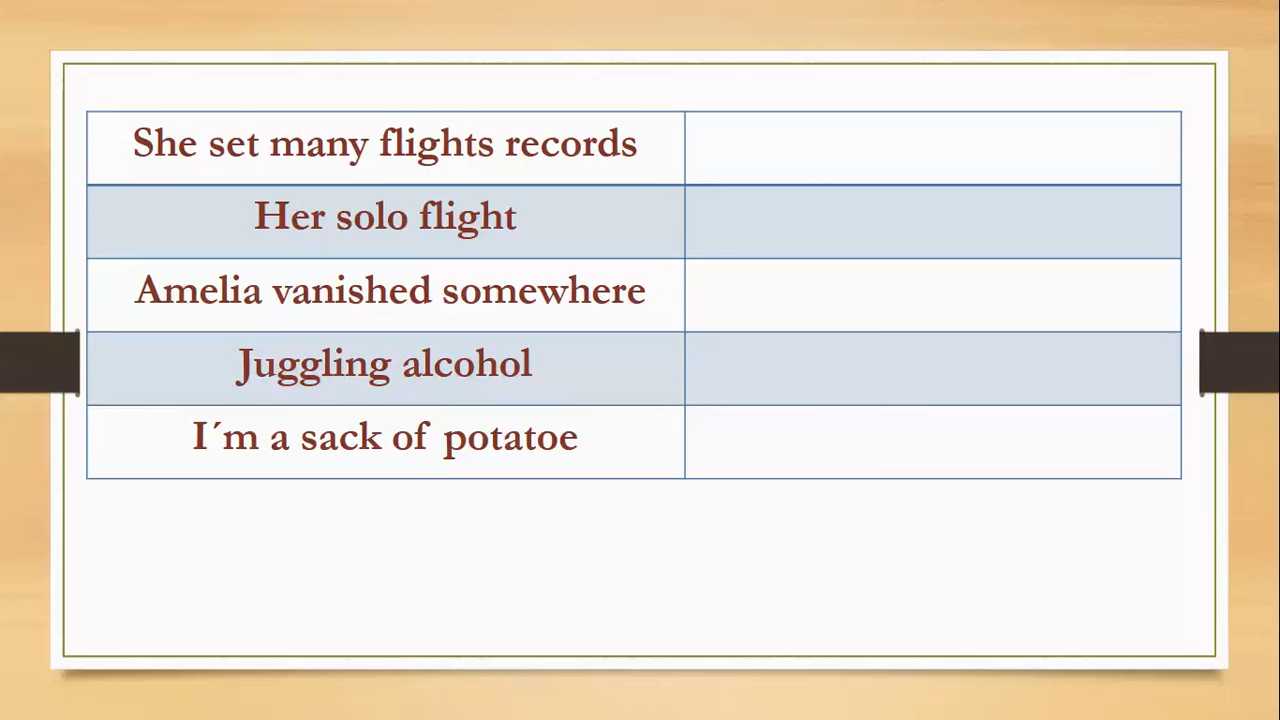 She set many flights records
Her solo flight
Amelia vanished somewhere
Juggling alcohol
I´m a sack of potatoe